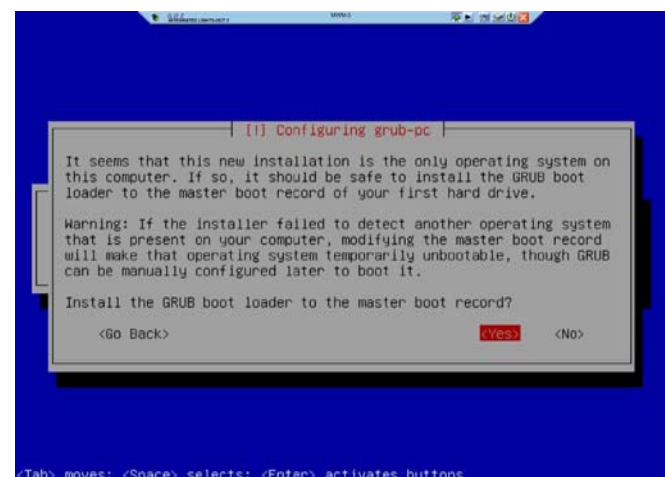 INTEGRATED LIGHTS-OUT 3
[!] Configuring grub-pc
It seems that this new installation is the only operating system on
this computer. If so, it should be safe to install the GRUB boot
loader to the master boot record of your first hard drive.
Warning: If the installer failed to detect another operating system
that is present on your computer, modifying the master boot record
will make that operating system temporarily unbootable, though GRUB
can be manually configured later to boot it.
Install the GRUB boot loader to the master boot record?
<Go Back> <Yes> <No>
<Tab> moves; <Space> selects; <Enter> activates buttons